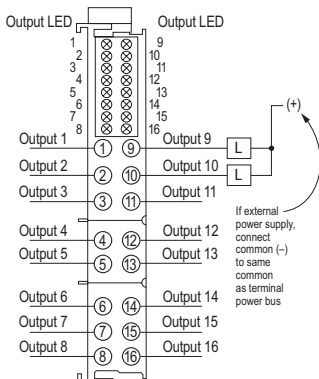 Output LED Output LED
1 9
2 10
3 11
4 12
5 13
6 14
7 15
8 16
(+)
Output 1 1 9 Output 9 L
Output 2 2 10 Output 10 L
Output 3 3 11 Output 11
If external
power supply,
connect
common (–)
to same
common
as terminal
power bus
Output 4 4 12 Output 12
Output 5 5 13 Output 13
Output 6 6 14 Output 14
Output 7 7 15 Output 15
Output 8 8 16 Output 16